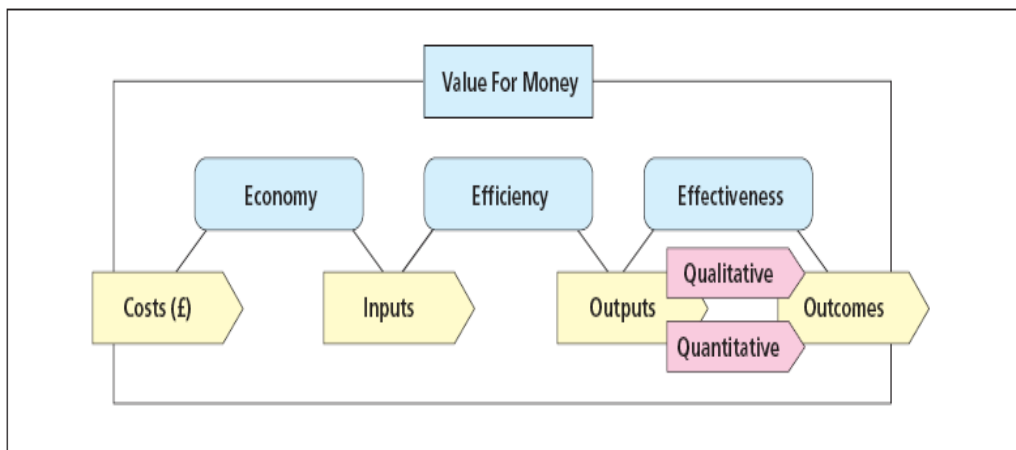 Value For Money
Economy
Efficiency
Effectiveness
Costs (£)
Inputs
Outputs
Qualitative
Quantitative
Outcomes